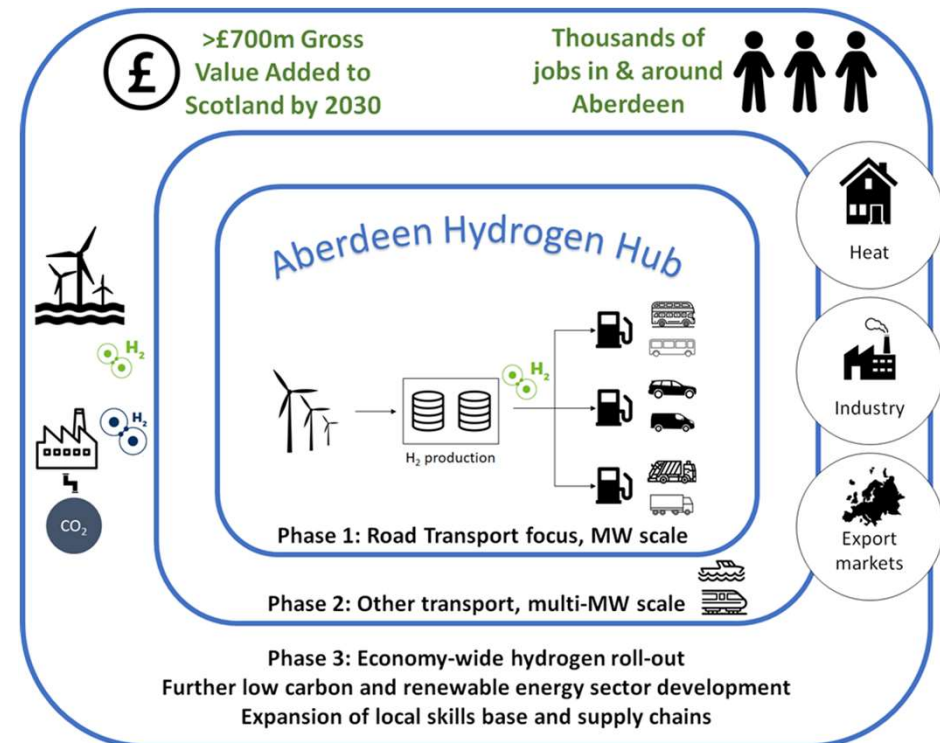 £
>£700m Gross
Value Added to
Scotland by 2030
Thousands of
jobs in & around
Aberdeen
Aberdeen Hydrogen Hub
Heat
H₂
H₂
H₂
Industry
H₂ production
CO₂
Export
markets
Phase 1: Road Transport focus, MW scale
Phase 2: Other transport, multi-MW scale
Phase 3: Economy-wide hydrogen roll-out
Further low carbon and renewable energy sector development
Expansion of local skills base and supply chains